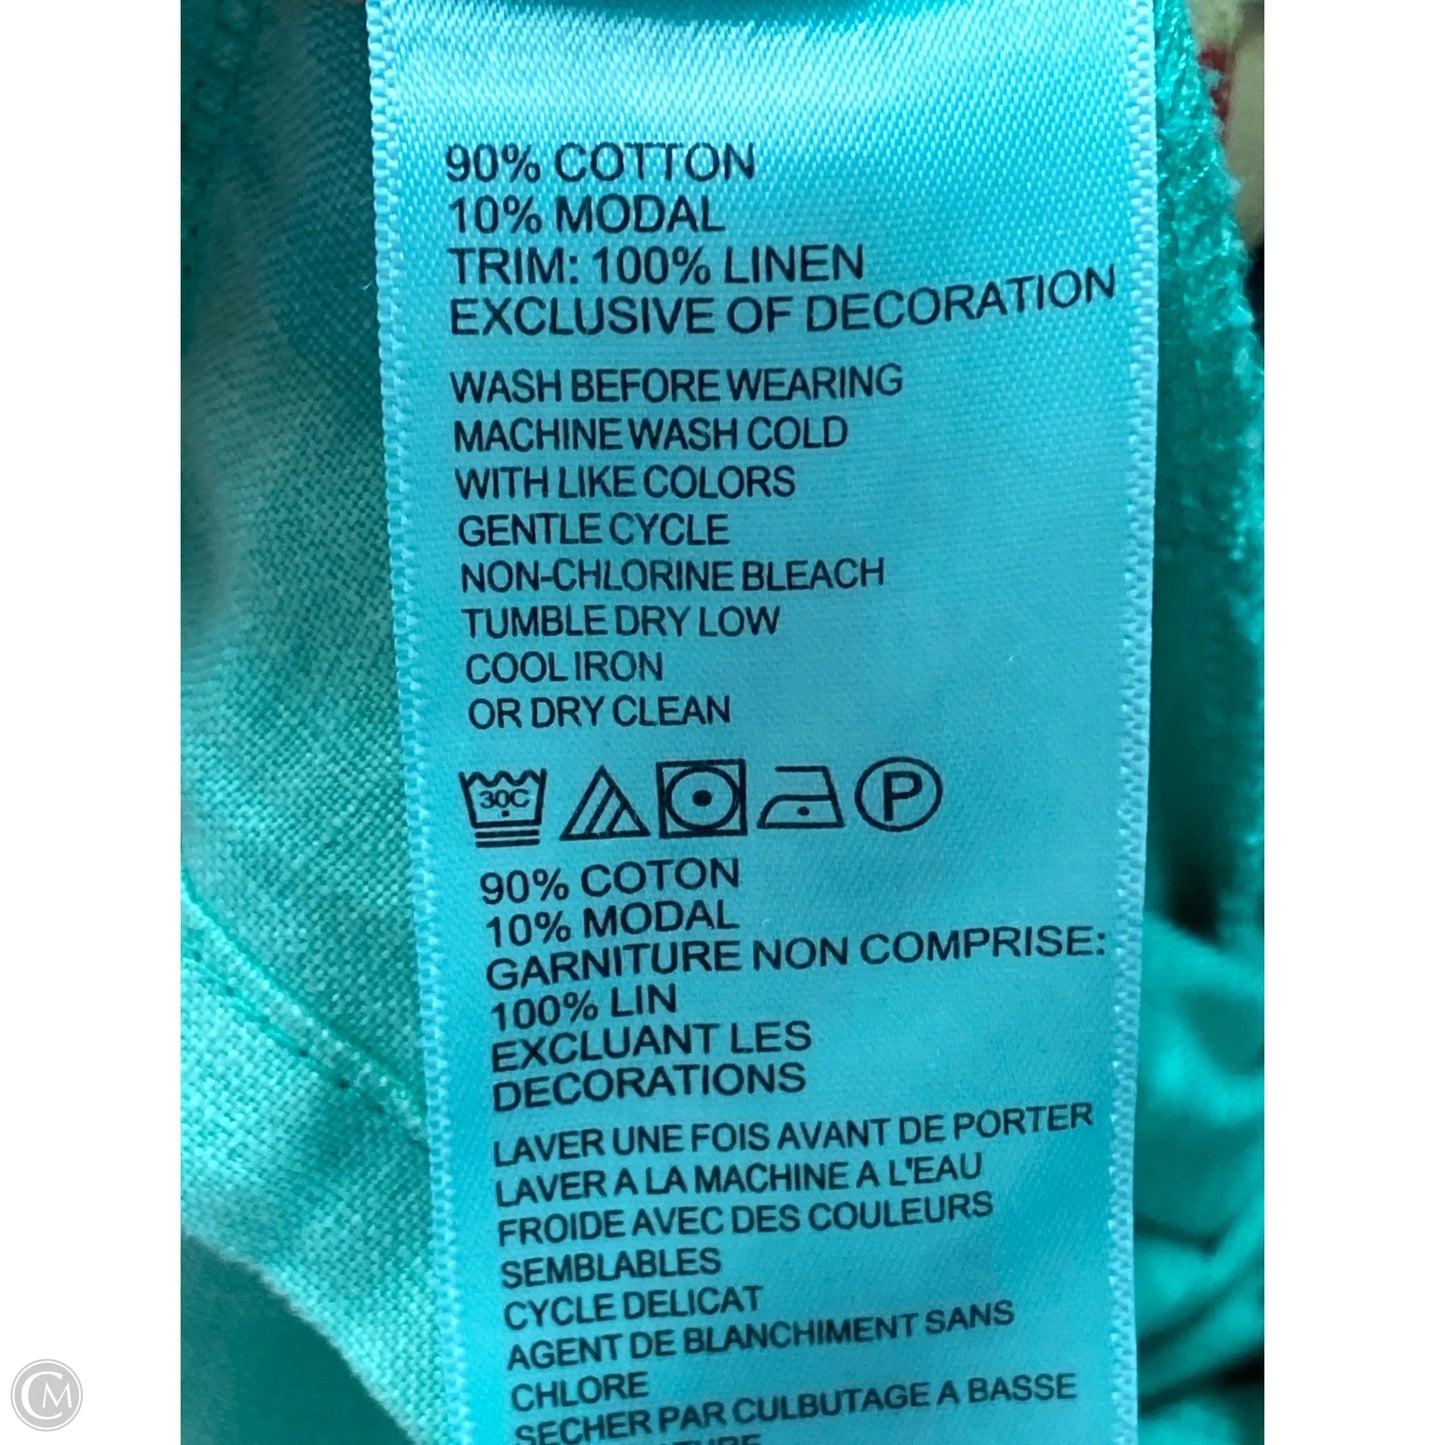 90% COTTON
10% MODAL
TRIM: 100% LINEN
EXCLUSIVE OF DECORATION
WASH BEFORE WEARING
MACHINE WASH COLD
WITH LIKE COLORS
GENTLE CYCLE
NON-CHLORINE BLEACH
TUMBLE DRY LOW
COOL IRON
OR DRY CLEAN
30C
P
90% COTON
10% MODAL
GARNITURE NON COMPRISE:
100% LIN
EXCLUANT LES
DECORATIONS
LAVER UNE FOIS AVANT DE PORTER
LAVER A LA MACHINE A L'EAU
FROIDE AVEC DES COULEURS
SEMBLABLES
CYCLE DELICAT
AGENT DE BLANCHIMENT SANS
CHLORE
SECHER PAR CULBUTAGE A BASSE
CM